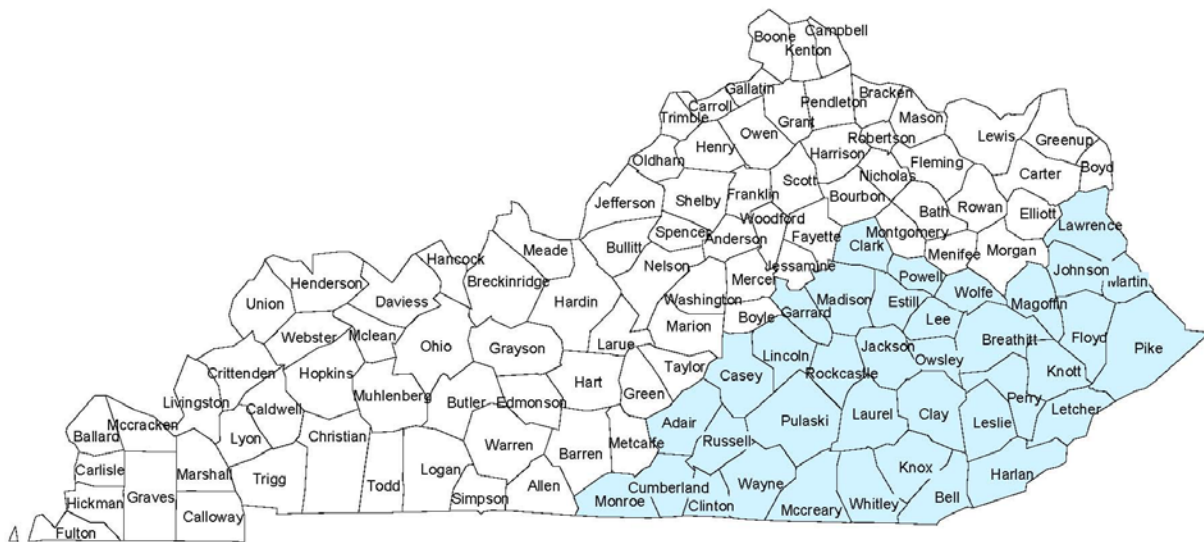 Boone
Campbell
Kenton
Gallatin
Carroll
Trimble
Pendleton
Bracken
Mason
Grant
Owen
Henry
Oldham
Robertson
Harrison
Lewis
Greenup
Fleming
Nicholas
Carter
Boyd
Scott
Franklin
Shelby
Jefferson
Bourbon
Bath
Rowan
Elliott
Woodford
Spencer
Anderson
Fayette
Montgomery
Lawrence
Clark
Menifee
Morgan
Bullitt
Meade
Hancock
Breckinridge
Nelson
Jessamine
Mercer
Powell
Johnson
Martin
Henderson
Union
Daviess
Hardin
Washington
Madison
Estill
Wolfe
Magoffin
Garrard
Boyle
Marion
Lee
Webster
Mclean
Ohio
Grayson
Larue
Lincoln
Jackson
Owsley
Breathitt
Floyd
Pike
Crittenden
Hopkins
Hart
Taylor
Casey
Rockcastle
Knott
Livingston
Caldwell
Muhlenberg
Butler
Edmonson
Green
Perry
Letcher
Mccracken
Ballard
Lyon
Christian
Warren
Metcalfe
Adair
Pulaski
Laurel
Clay
Leslie
Russell
Barren
Carlisle
Marshall
Trigg
Todd
Logan
Allen
Knox
Harlan
Hickman
Graves
Simpson
Monroe
Cumberland
Wayne
Clinton
Mccreary
Whitley
Bell
Calloway
Fulton